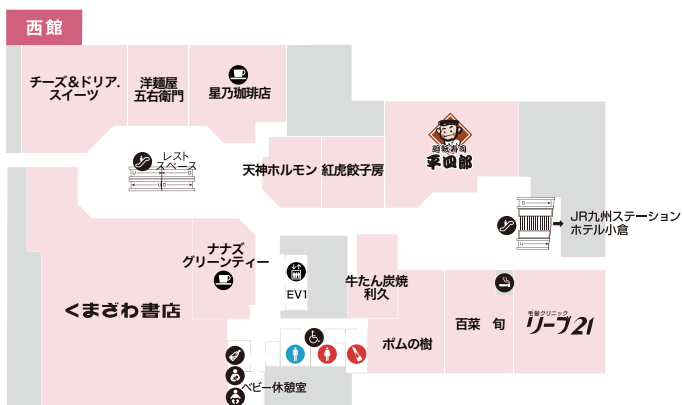 西館
チーズ＆ドリア.
スイーツ
洋麺屋
五右衛門
星乃珈琲店
レスト
スペース
天神ホルモン
紅虎餃子房
廻転寿司
平四郎
JR九州ステーション
ホテル小倉
ナナズ
グリーンティー
くまざわ書店
EV1
牛たん炭焼
利久
ポムの樹
百菜　旬
毛髪クリニック
リーブ21
ベビー休憩室